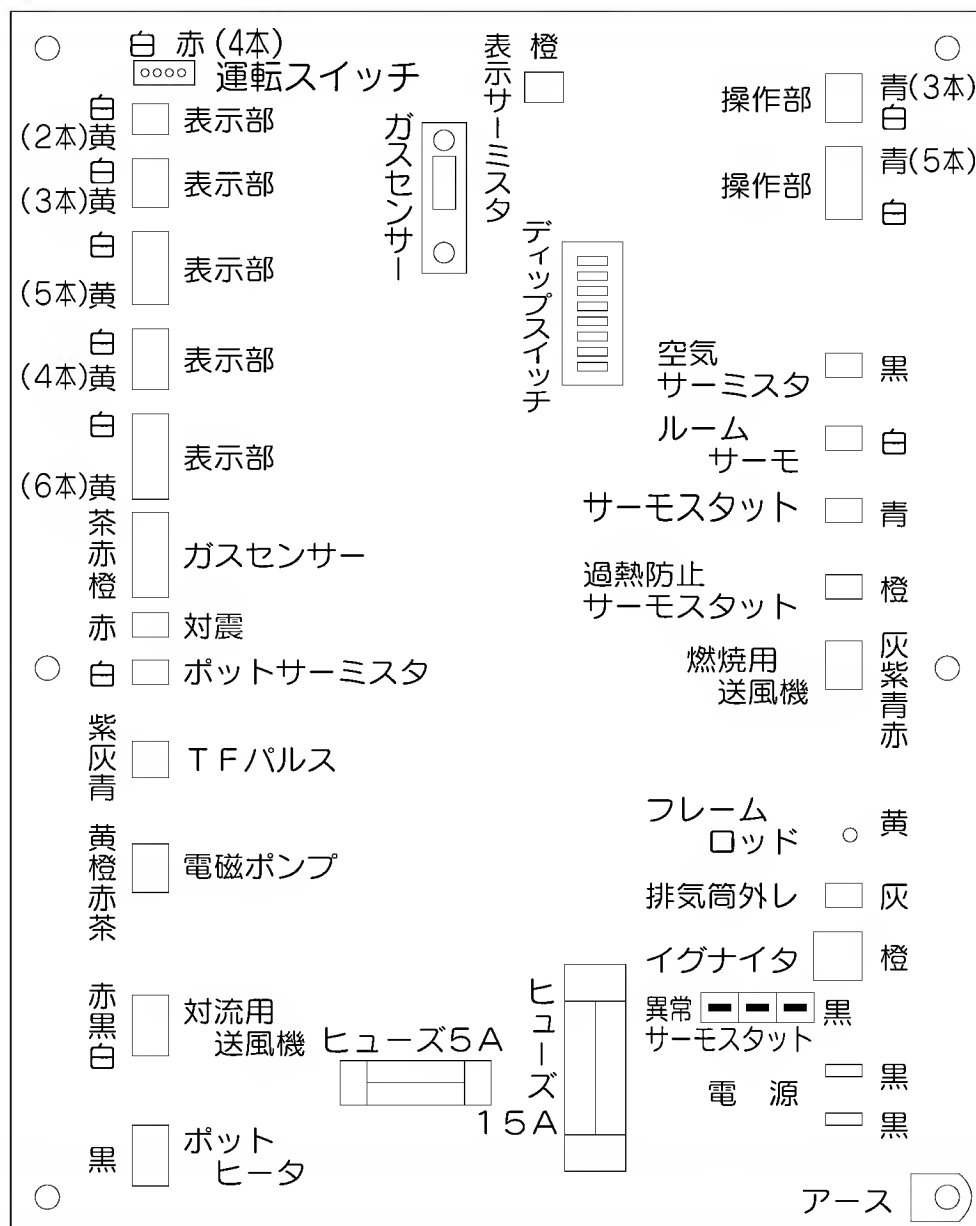 白 赤(4本)
運転スイッチ
白
(2本)黄
表示部
白
(3本)黄
表示部
白
(5本)黄
表示部
白
(4本)黄
表示部
白
(6本)黄
表示部
茶赤橙
ガスセンサー
赤
対震
白
ポットサーミスタ
紫灰青
TFパルス
黄橙赤茶
電磁ポンプ
赤黒白
対流用
送風機
黒
ポット
ヒータ
ガスセンサー
表示サーミスタ
橙
ディップスイッチ
ヒューズ5A
ヒューズ
15A
操作部
青(3本)
白
操作部
青(5本)
白
空気
サーミスタ
黒
ルーム
サーモ
白
サーモスタット
青
過熱防止
サーモスタット
橙
燃焼用
送風機
灰紫青赤
フレーム
ロッド
黄
排気筒外レ
灰
イグナイタ
橙
異常
サーモスタット
黒
電 源
黒
黒
アース